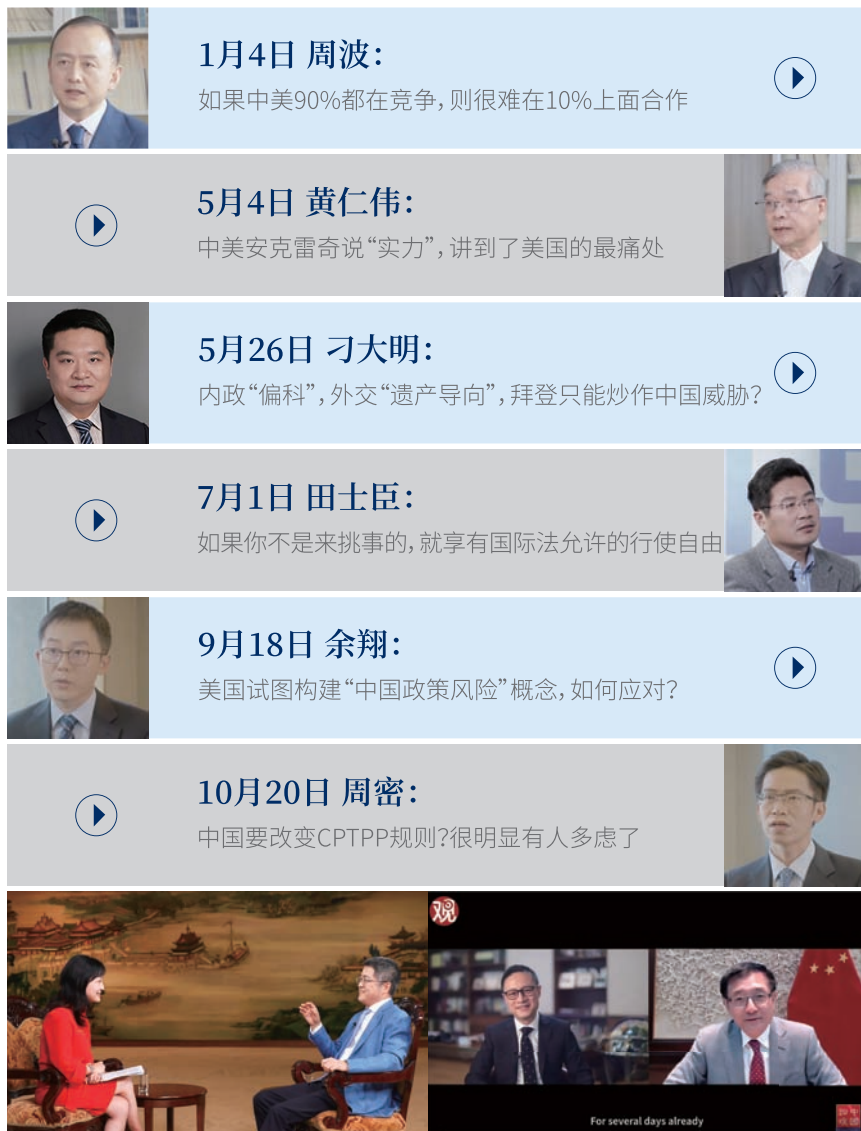 1月4日 周波：
如果中美90%都在竞争，则很难在10%上面合作
5月4日 黄仁伟：
中美安克雷奇说“实力”，讲到了美国的最痛处
5月26日 刁大明：
内政“偏科”，外交“遗产导向”，拜登只能炒作中国威胁？
7月1日 田士臣：
如果你不是来挑事的，就享有国际法允许的行使自由
9月18日 余翔：
美国试图构建“中国政策风险”概念，如何应对？
10月20日 周密：
中国要改变CPTPP规则？很明显有人多虑了
观
For several days already